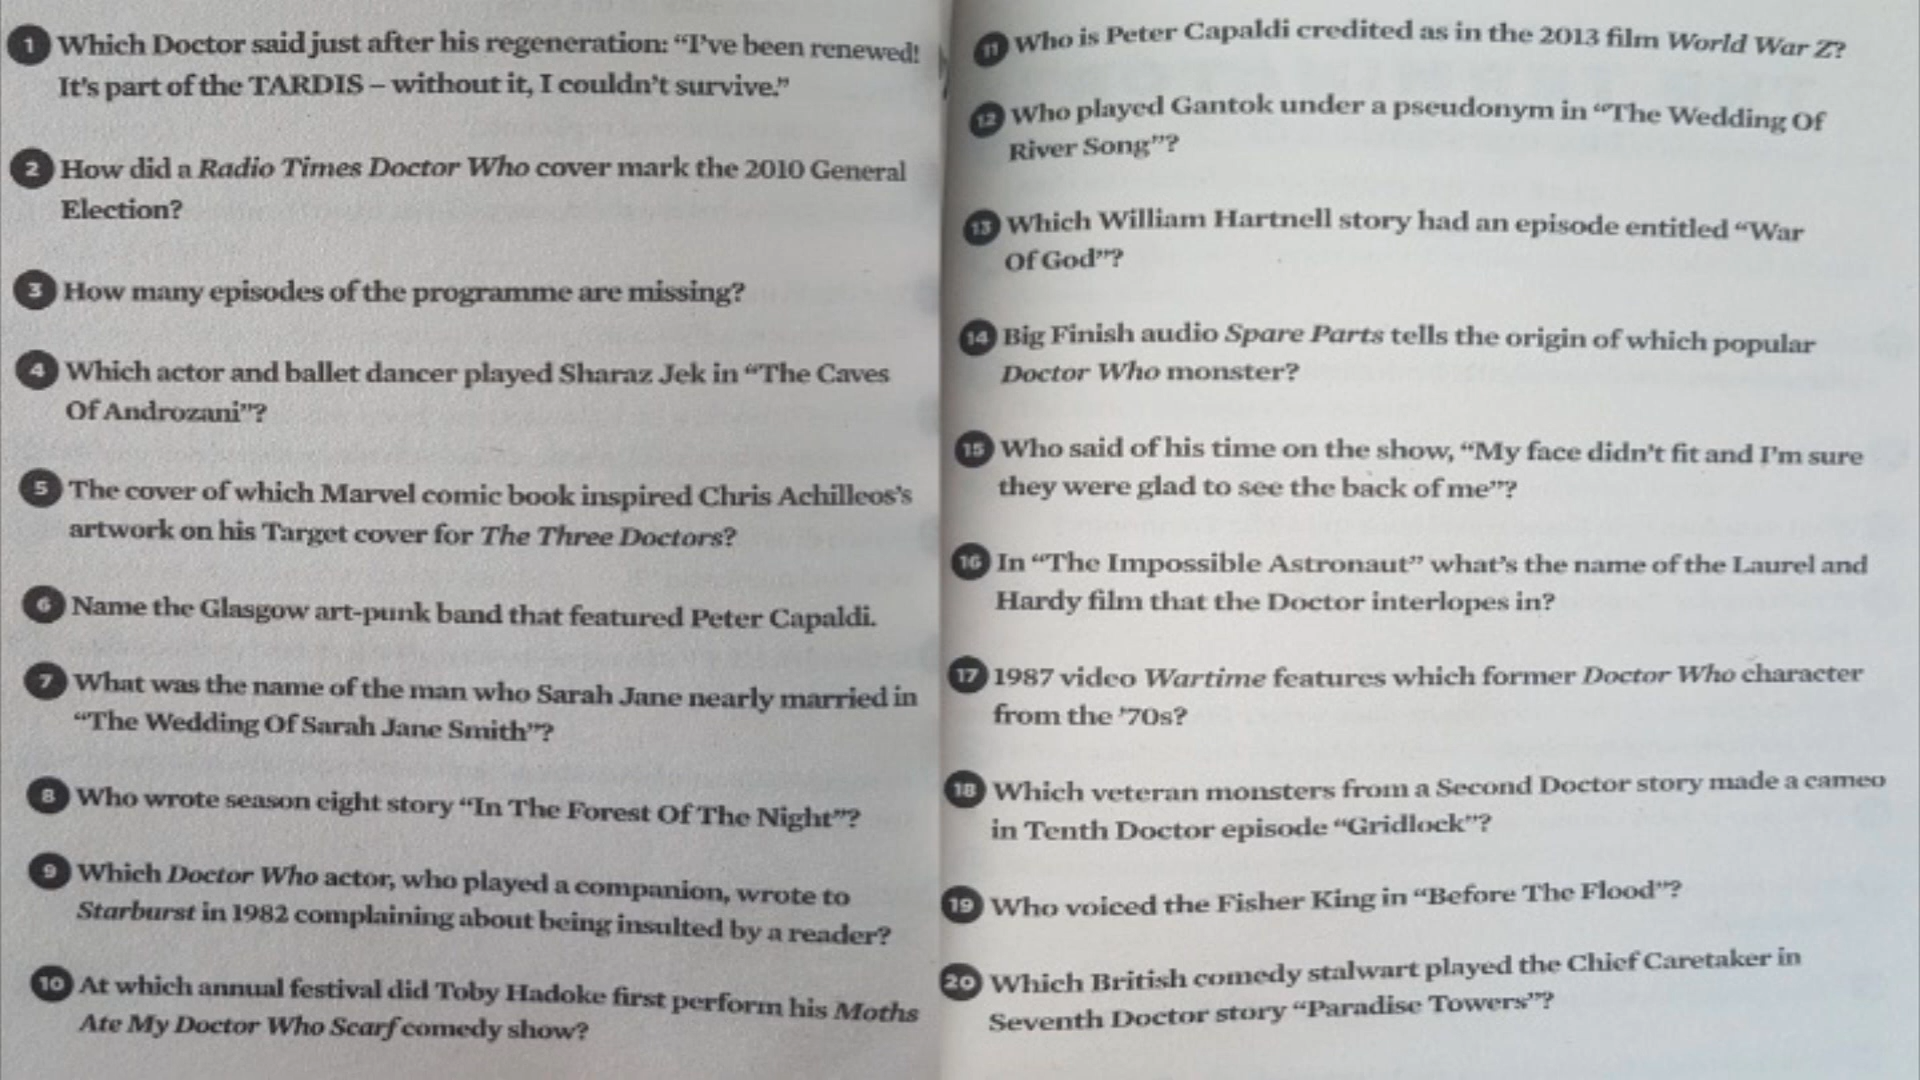 1 Which Doctor said just after his regeneration: “I’ve been renewed!
It’s part of the TARDIS – without it, I couldn’t survive.”
2 How did a Radio Times Doctor Who cover mark the 2010 General
Election?
3 How many episodes of the programme are missing?
4 Which actor and ballet dancer played Sharaz Jek in “The Caves
Of Androzani”?
5 The cover of which Marvel comic book inspired Chris Achilleos’s
artwork on his Target cover for The Three Doctors?
6 Name the Glasgow art-punk band that featured Peter Capaldi.
7 What was the name of the man who Sarah Jane nearly married in
“The Wedding Of Sarah Jane Smith”?
8 Who wrote season eight story “In The Forest Of The Night”?
9 Which Doctor Who actor, who played a companion, wrote to
Starburst in 1982 complaining about being insulted by a reader?
10 At which annual festival did Toby Hadoke first perform his Moths
Ate My Doctor Who Scarf comedy show?
11 Who is Peter Capaldi credited as in the 2013 film World War Z?
12 Who played Gantok under a pseudonym in “The Wedding Of
River Song”?
13 Which William Hartnell story had an episode entitled “War
Of God”?
14 Big Finish audio Spare Parts tells the origin of which popular
Doctor Who monster?
15 Who said of his time on the show, “My face didn’t fit and I’m sure
they were glad to see the back of me”?
16 In “The Impossible Astronaut” what’s the name of the Laurel and
Hardy film that the Doctor interlopes in?
17 1987 video Wartime features which former Doctor Who character
from the ’70s?
18 Which veteran monsters from a Second Doctor story made a cameo
in Tenth Doctor episode “Gridlock”?
19 Who voiced the Fisher King in “Before The Flood”?
20 Which British comedy stalwart played the Chief Caretaker in
Seventh Doctor story “Paradise Towers”?